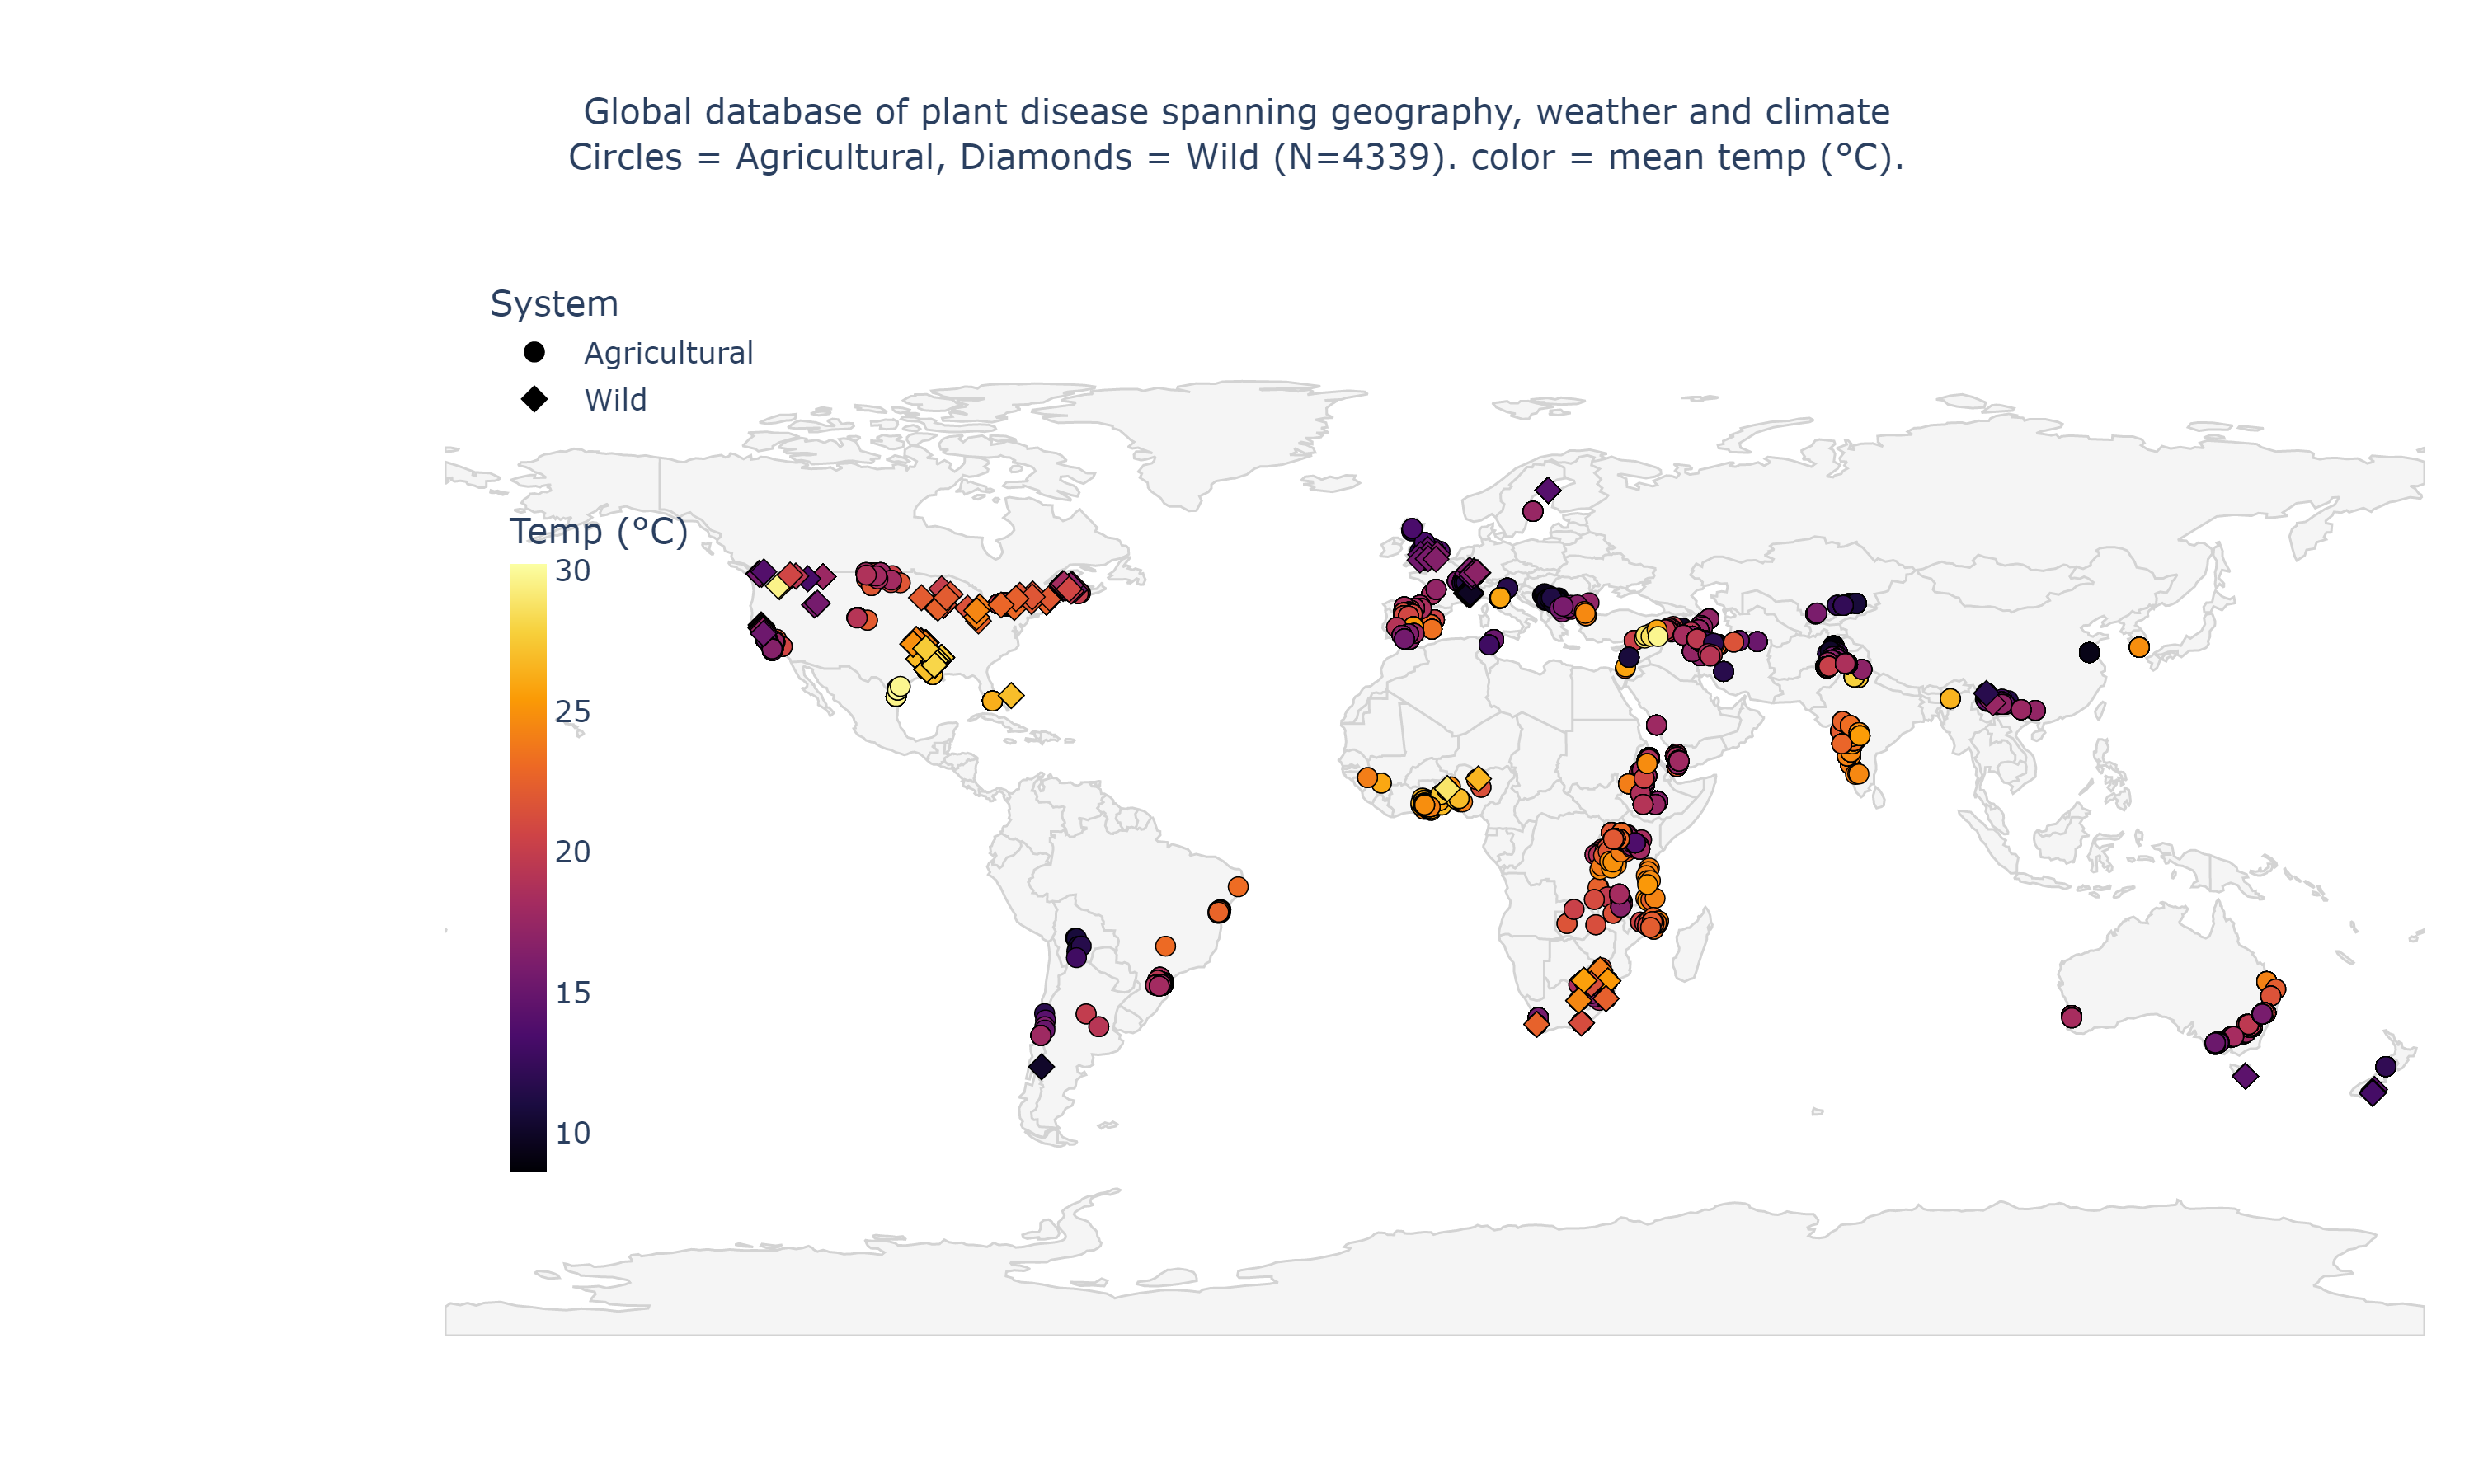 Global database of plant disease spanning geography, weather and climate
Circles = Agricultural, Diamonds = Wild (N=4339). color = mean temp (°C).
System
Agricultural
Wild
Temp (°C)
30
25
20
15
10